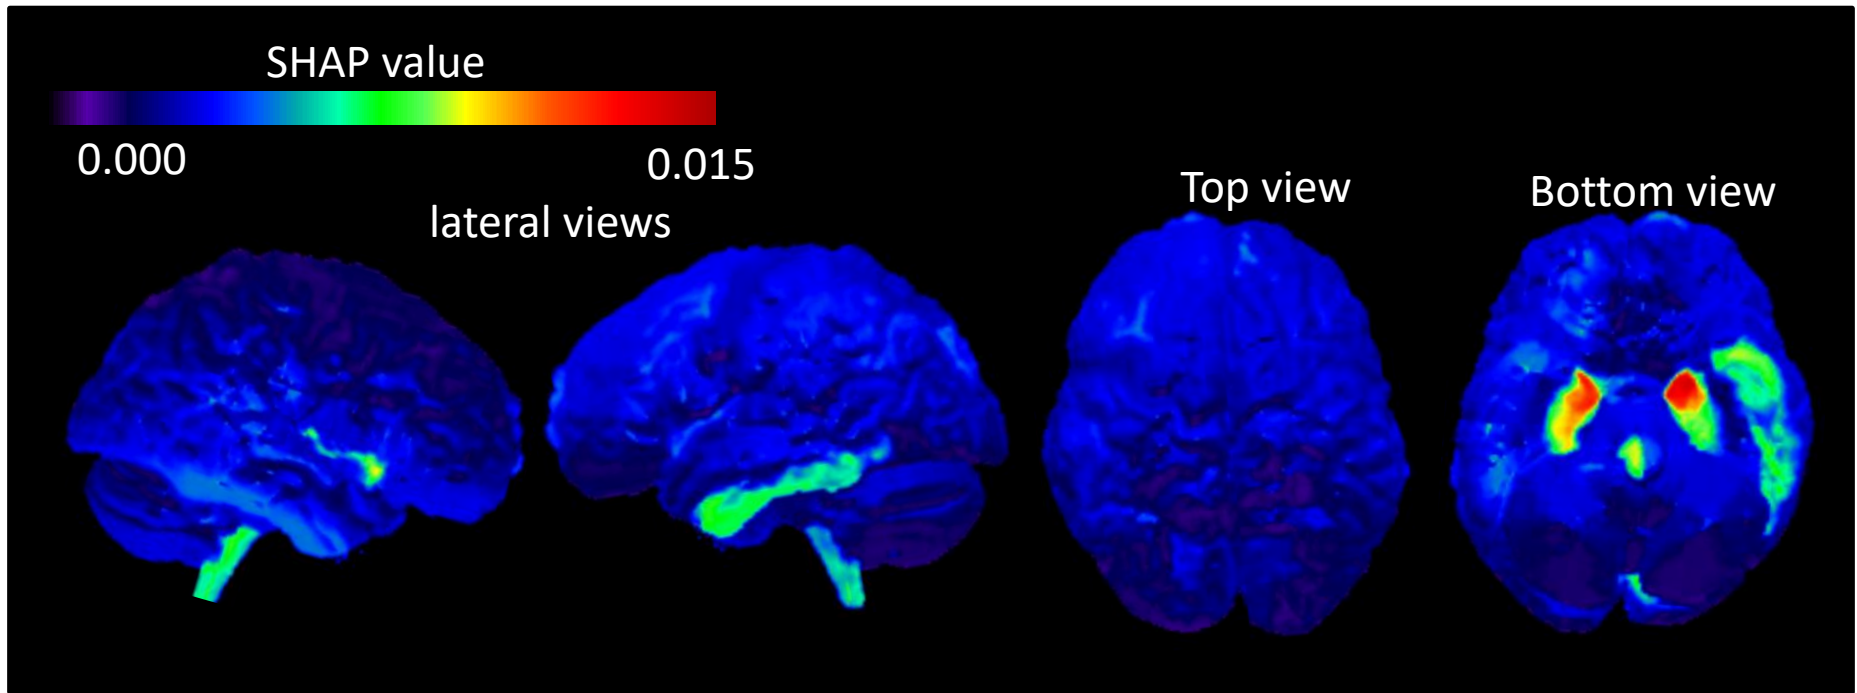 SHAP value
0.000
0.015
lateral views
Top view
Bottom view